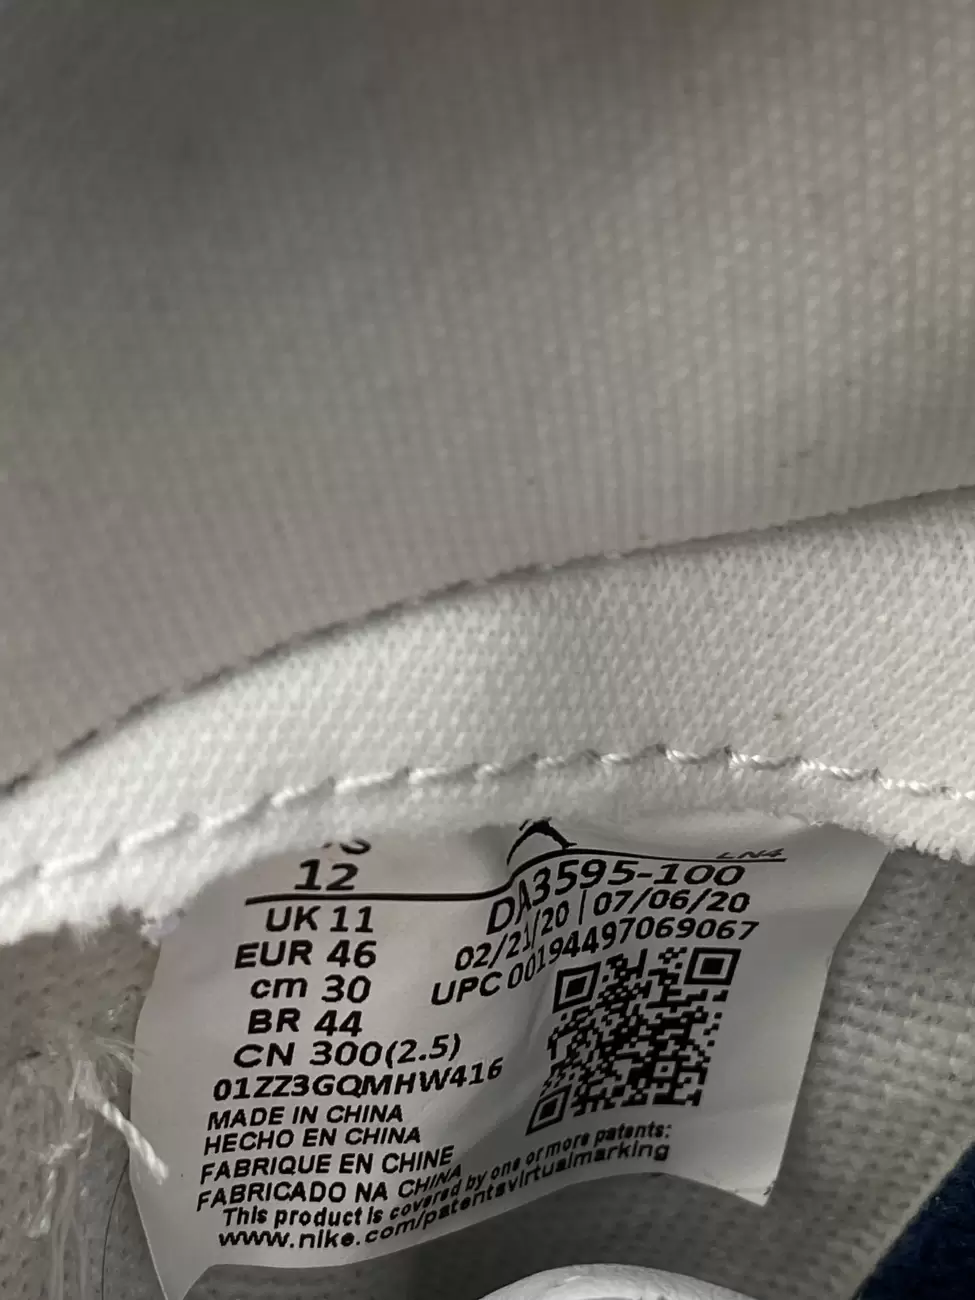 12
UK 11
EUR 46
cm 30
BR 44
CN 300(2.5)
01ZZ3GQMHW416
MADE IN CHINA
HECHO EN CHINA
FABRIQUE EN CHINE
FABRICADO NA CHINA
LN4
DA3595-100
02/21/20 | 07/06/20
UPC 00194497069067
This product is covered by one or more patents:
www.nike.com/patentsvirtualmarking